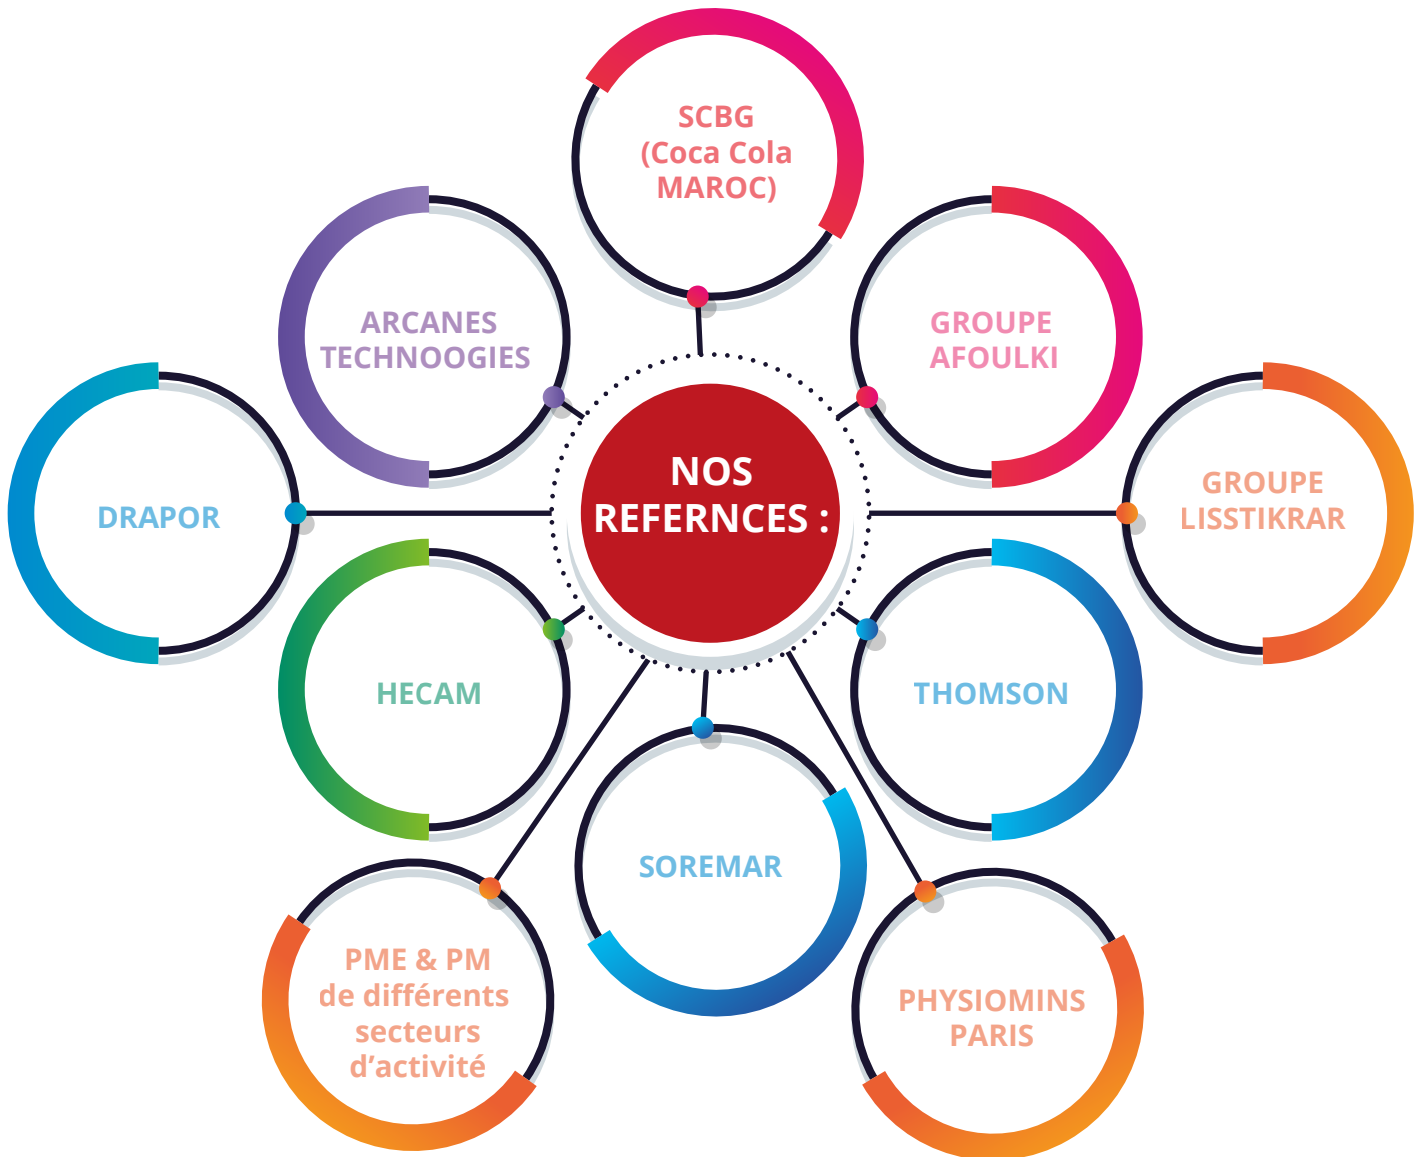 SCBG
(Coca Cola
MAROC)
ARCANES
TECHNOOGIES
GROUPE
AFOULKI
DRAPOR
NOS
REFERNCES :
GROUPE
LISSTIKRAR
HECAM
THOMSON
SOREMAR
PME & PM
de différents
secteurs
d’activité
PHYSIOMINS
PARIS